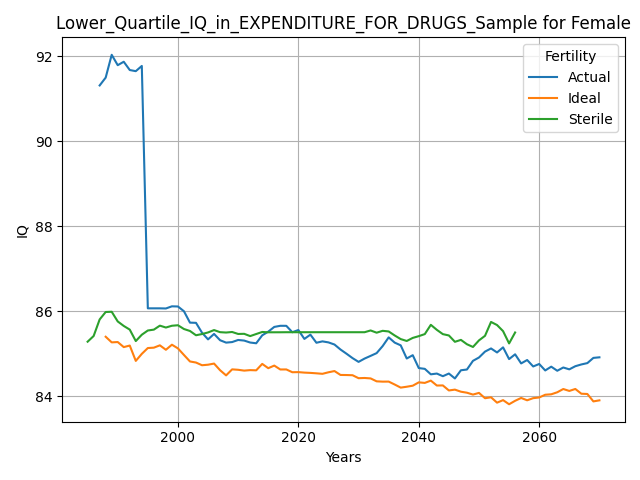 Lower_Quartile_IQ_in_EXPENDITURE_FOR_DRUGS_Sample for Female
Fertility
Actual
Ideal
Sterile
92
90
88
86
84
IQ
2000
2020
2040
2060
Years